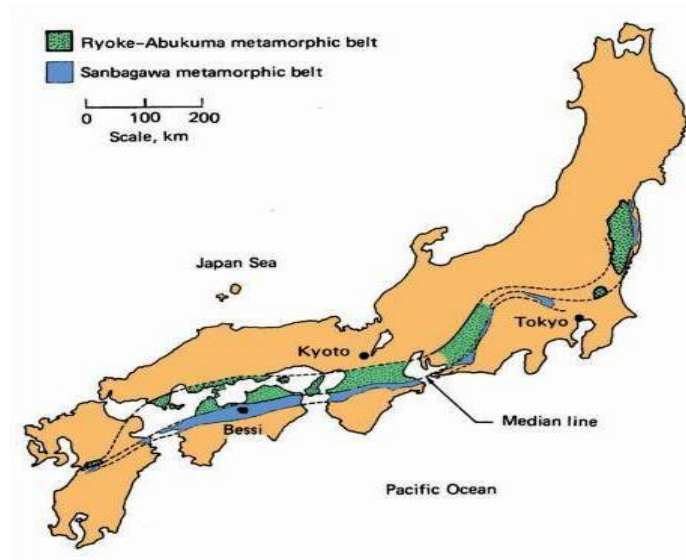 Ryoke-Abukuma metamorphic belt
Sanbagawa metamorphic belt
0 100 200
Scale, km
Japan Sea
Kyoto
Tokyo
Median line
Bessi
Pacific Ocean